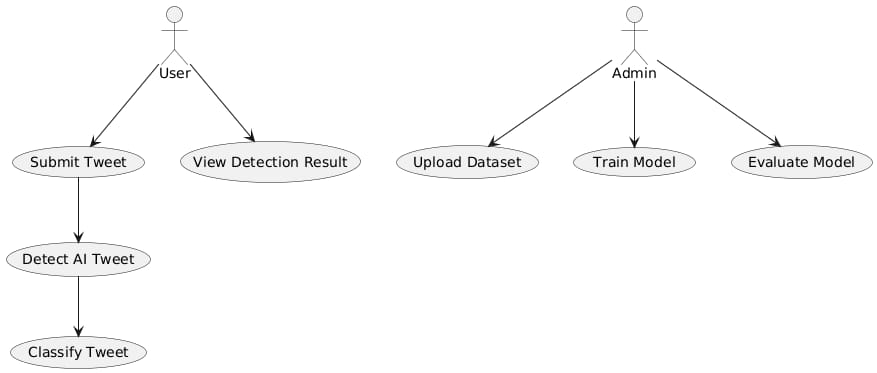 User
Admin
Submit Tweet
View Detection Result
Upload Dataset
Train Model
Evaluate Model
Detect AI Tweet
Classify Tweet